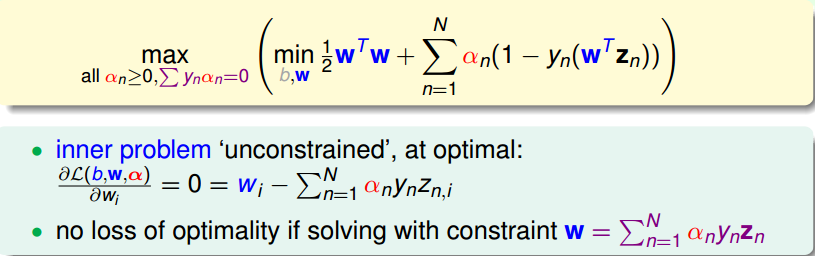 max all αₙ≥0,∑ yₙαₙ=0 ( min b,w ½wᵀw + ∑ₙ₌₁ᴺ αₙ(1 − yₙ(wᵀzₙ)) )
• inner problem ‘unconstrained’, at optimal:
∂ℒ(b,w,α)/∂wᵢ = 0 = wᵢ − ∑ₙ₌₁ᴺ αₙyₙzₙ,ᵢ
• no loss of optimality if solving with constraint w = ∑ₙ₌₁ᴺ αₙyₙzₙ